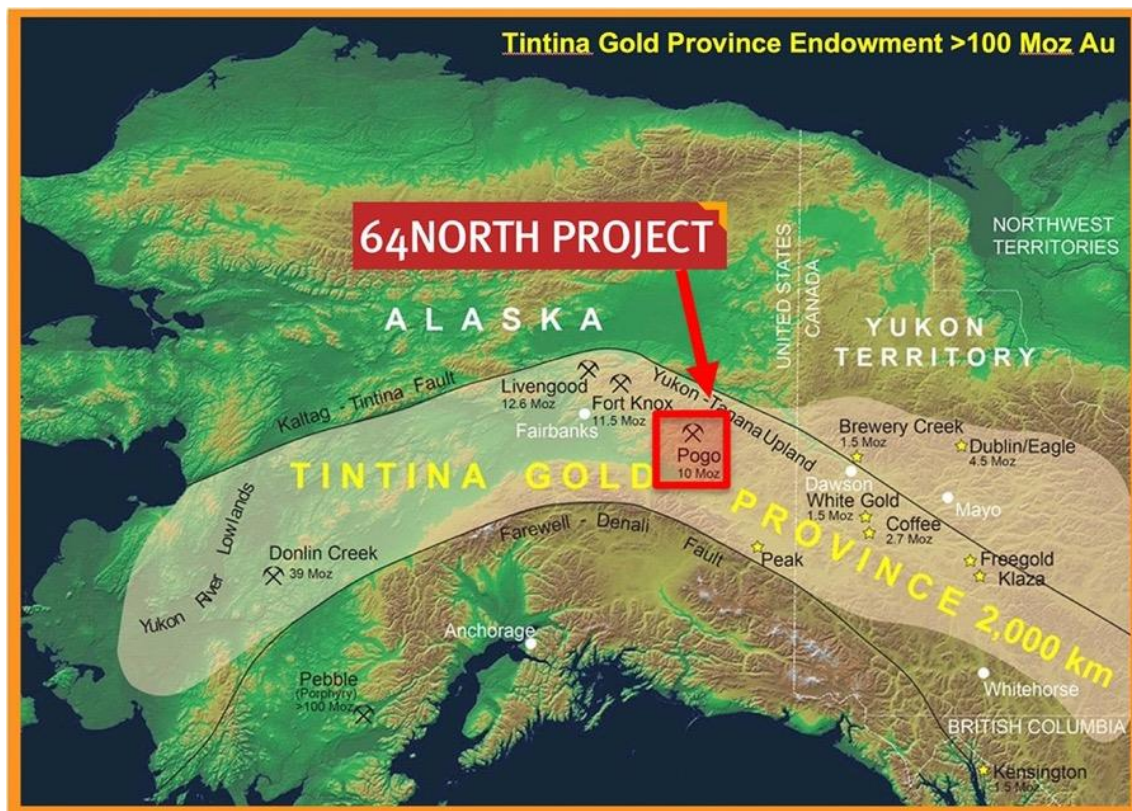 Tintina Gold Province Endowment >100 Moz Au
64NORTH PROJECT
NORTHWEST
TERRITORIES
UNITED STATES
CANADA
ALASKA
YUKON
TERRITORY
Kaltag - Tintina Fault
Livengood
12.6 Moz
Fort Knox
11.5 Moz
Fairbanks
Yukon - Tanana Upland
Pogo
10 Moz
Brewery Creek
1.5 Moz
Dublin/Eagle
4.5 Moz
Dawson
Mayo
White Gold
1.5 Moz
Coffee
2.7 Moz
TINTINA GOLD PROVINCE 2,000 km
Farewell - Denali Fault
Peak
Freegold
Klaza
Yukon River Lowlands
Donlin Creek
39 Moz
Anchorage
Pebble
(Porphyry)
>100 Moz
Whitehorse
BRITISH COLUMBIA
Kensington
1.5 Moz